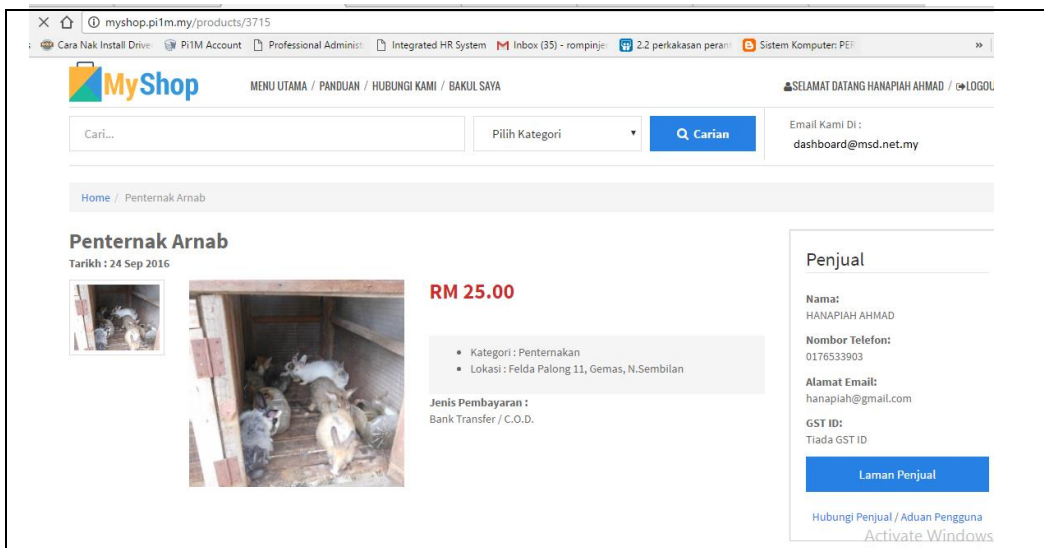 myshop.pi1m.my/products/3715
Cara Nak Install Drive Pi1M Account Professional Administ Integrated HR System Inbox (35) - rompinje 2.2 perkakasan peran Sistem Komputer: PER »
MyShop
MENU UTAMA / PANDUAN / HUBUNGI KAMI / BAKUL SAYA
SELAMAT DATANG HANAPIAH AHMAD / LOGOU
Cari...
Pilih Kategori
Carian
Email Kami Di :
dashboard@msd.net.my
Home / Penternak Arnab
Penternak Arnab
Tarikh : 24 Sep 2016
RM 25.00
Kategori : Penternakan
Lokasi : Felda Palong 11, Gemas, N.Sembilan
Jenis Pembayaran :
Bank Transfer / C.O.D.
Penjual
Nama:
HANAPIAH AHMAD
Nombor Telefon:
0176533903
Alamat Email:
hanapiah@gmail.com
GST ID:
Tiada GST ID
Laman Penjual
Hubungi Penjual / Aduan Pengguna
Activate Windows